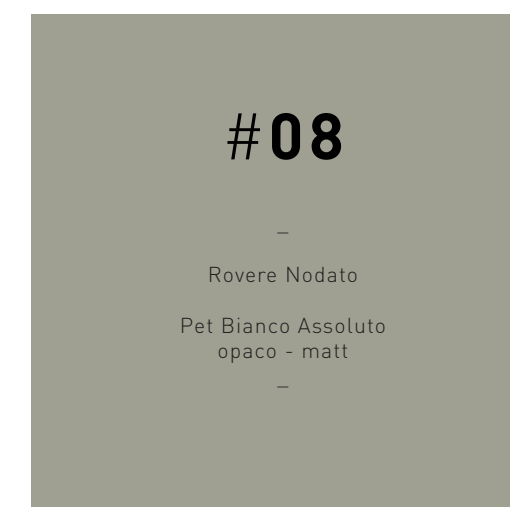 #08
–
Rovere Nodato
Pet Bianco Assoluto
opaco - matt
–